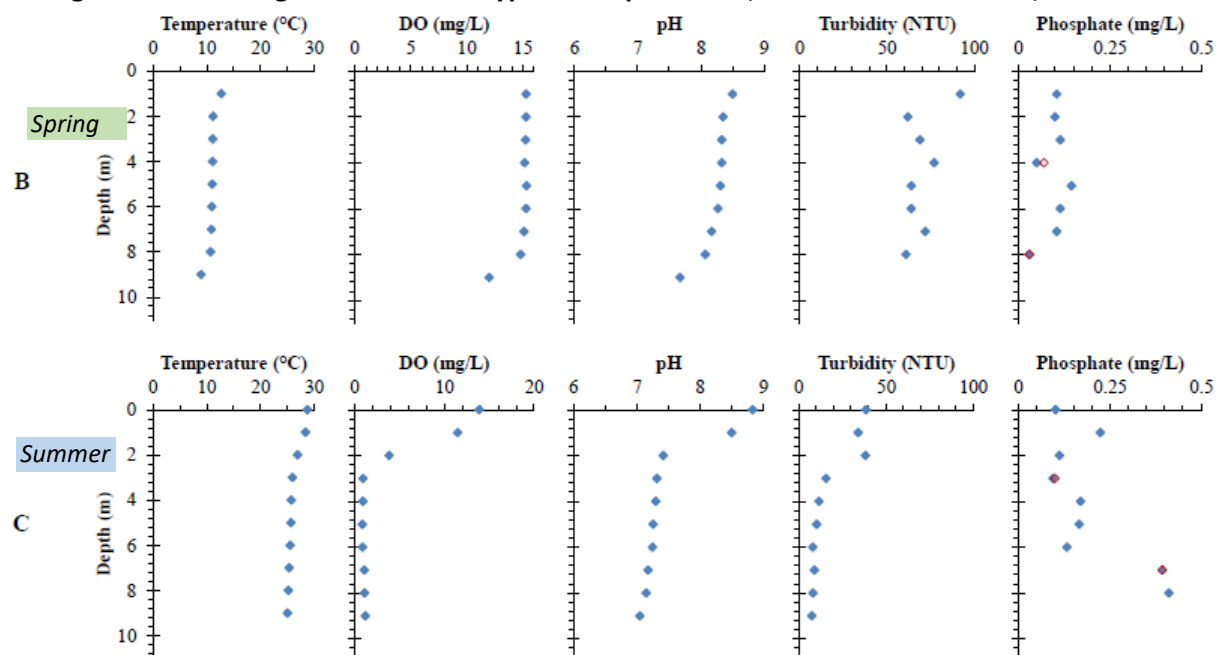 Temperature (°C) DO (mg/L) pH Turbidity (NTU) Phosphate (mg/L)
0 10 20 30 0 5 10 15 6 7 8 9 0 50 100 0 0.25 0.5
0
Spring 2
4
B Depth (m)
6
8
10
Temperature (°C) DO (mg/L) pH Turbidity (NTU) Phosphate (mg/L)
0 10 20 30 0 10 20 6 7 8 9 0 50 100 0 0.25 0.5
0
Summer 2
4
C Depth (m)
6
8
10